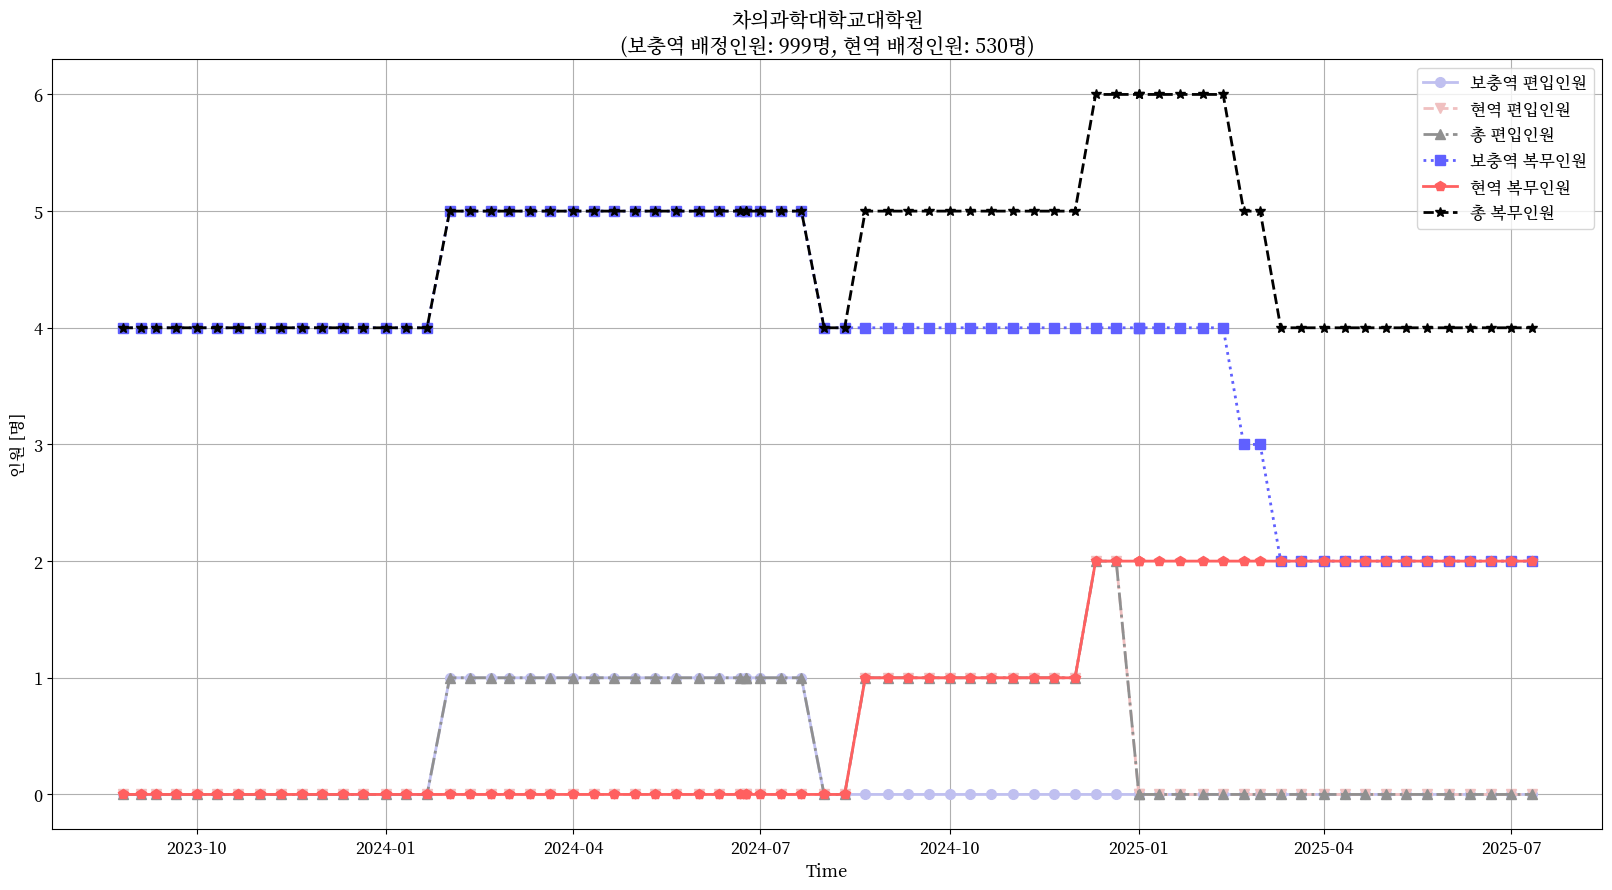 차의과학대학교대학원
(보충역 배정인원: 999명, 현역 배정인원: 530명)
보충역 편입인원
현역 편입인원
총 편입인원
보충역 복무인원
현역 복무인원
총 복무인원
인원 [명]
6
5
4
3
2
1
0
2023-10
2024-01
2024-04
2024-07
2024-10
2025-01
2025-04
2025-07
Time